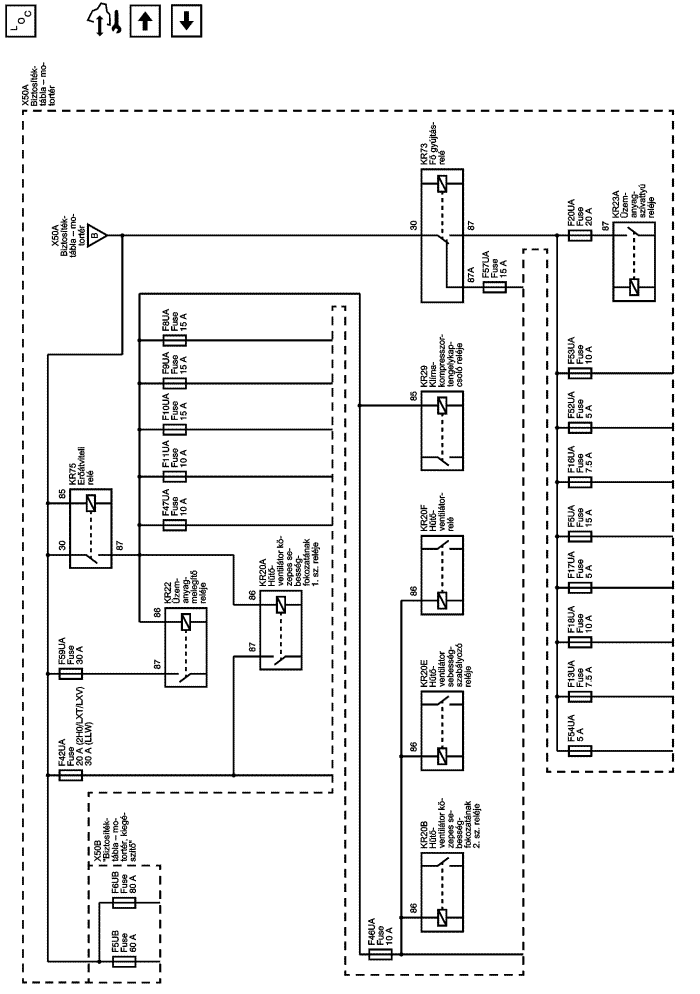 LOC
X50A
Biztosíték-
tábla – mo-
tortér
X50A
Biztosíték-
tábla – mo-
tortér
B
KR73
Fő gyújtás-
relé
30
87
87A
F57UA
Fuse
15 A
F20UA
Fuse
20 A
87
KR23A
Üzem-
anyag-
szivattyú
reléje
F8UA
Fuse
15 A
F9UA
Fuse
15 A
F10UA
Fuse
15 A
F11UA
Fuse
10 A
F47UA
Fuse
10 A
KR29
Klíma-
kompresszor-
tengelykap-
csoló reléje
85
F53UA
Fuse
10 A
F52UA
Fuse
5 A
F16UA
Fuse
7.5 A
F6UA
Fuse
15 A
F17UA
Fuse
5 A
F18UA
Fuse
10 A
F13UA
Fuse
7.5 A
F54UA
5 A
KR75
Erőátviteli
relé
85
30
87
KR20A
Hűtő-
ventilátor kö-
zepes se-
besség-
fokozatának
1. sz. reléje
86
87
KR22
Üzem-
anyag-
melegítő
reléje
86
87
KR20F
Hűtő-
ventilátor-
relé
86
KR20E
Hűtő-
ventilátor
sebesség-
szabályozó
reléje
86
KR20B
Hűtő-
ventilátor kö-
zepes se-
besség-
fokozatának
2. sz. reléje
86
F59UA
Fuse
30 A
F42UA
Fuse
20 A (2H0/LXT/LXV)
30 A (LLW)
X50B
"Biztosíték-
tábla – mo-
tortér, kiegé-
szítő"
F6UB
Fuse
80 A
F5UB
Fuse
60 A
F46UA
Fuse
10 A